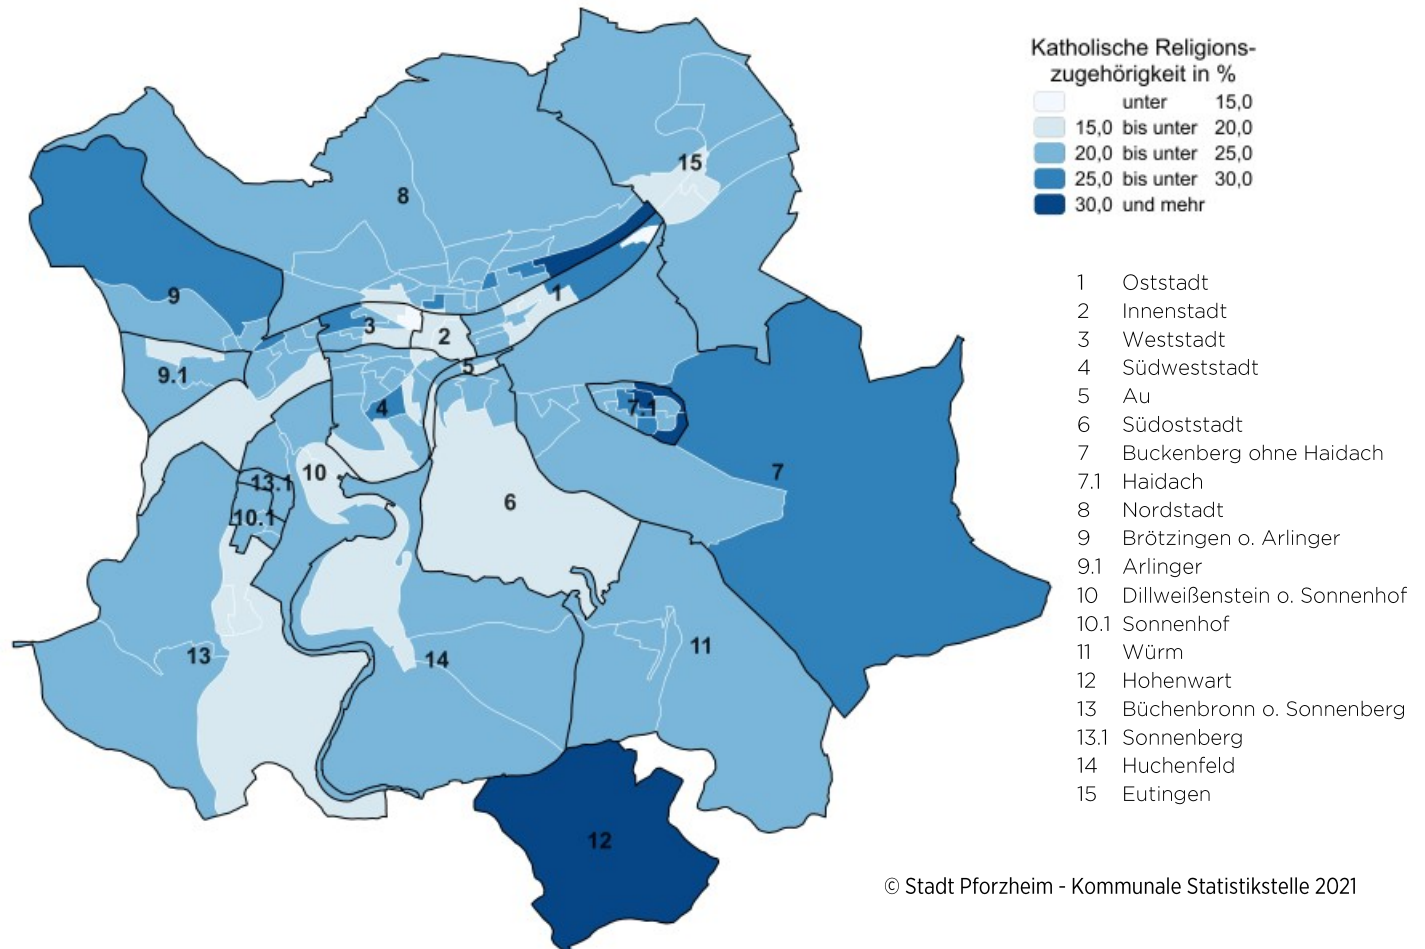 Katholische Religions-
zugehörigkeit in %
unter 15,0
15,0 bis unter 20,0
20,0 bis unter 25,0
25,0 bis unter 30,0
30,0 und mehr
15
8
9
1
3
2
9.1
5
4
7.1
10
7
13.1
6
10.1
13
14
11
12
1 Oststadt
2 Innenstadt
3 Weststadt
4 Südweststadt
5 Au
6 Südoststadt
7 Buckenberg ohne Haidach
7.1 Haidach
8 Nordstadt
9 Brötzingen o. Arlinger
9.1 Arlinger
10 Dillweißenstein o. Sonnenhof
10.1 Sonnenhof
11 Würm
12 Hohenwart
13 Büchenbronn o. Sonnenberg
13.1 Sonnenberg
14 Huchenfeld
15 Eutingen
© Stadt Pforzheim - Kommunale Statistikstelle 2021